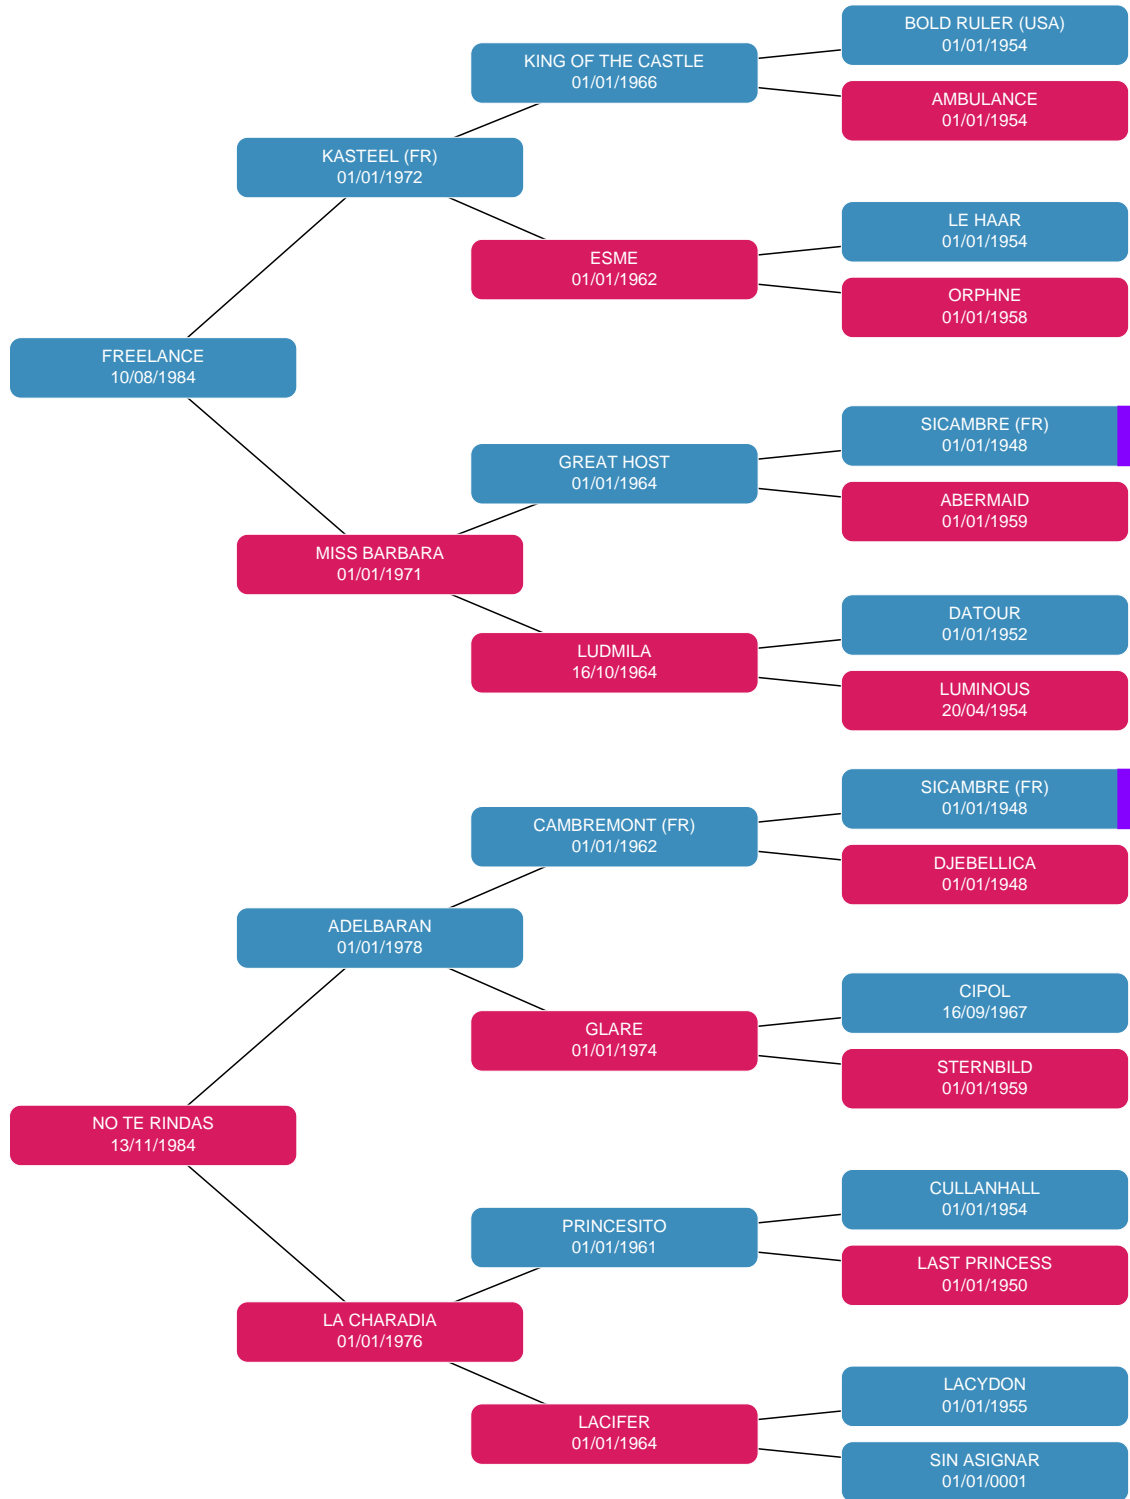 BOLD RULER (USA)
01/01/1954
KING OF THE CASTLE
01/01/1966
AMBULANCE
01/01/1954
KASTEEL (FR)
01/01/1972
LE HAAR
01/01/1954
ESME
01/01/1962
ORPHNE
01/01/1958
FREELANCE
10/08/1984
SICAMBRE (FR)
01/01/1948
GREAT HOST
01/01/1964
ABERMAID
01/01/1959
MISS BARBARA
01/01/1971
DATOUR
01/01/1952
LUDMILA
16/10/1964
LUMINOUS
20/04/1954
SICAMBRE (FR)
01/01/1948
CAMBREMONT (FR)
01/01/1962
DJEBELLICA
01/01/1948
ADELBARAN
01/01/1978
CIPOL
16/09/1967
GLARE
01/01/1974
STERNBILD
01/01/1959
NO TE RINDAS
13/11/1984
CULLANHALL
01/01/1954
PRINCESITO
01/01/1961
LAST PRINCESS
01/01/1950
LA CHARADIA
01/01/1976
LACYDON
01/01/1955
LACIFER
01/01/1964
SIN ASIGNAR
01/01/0001